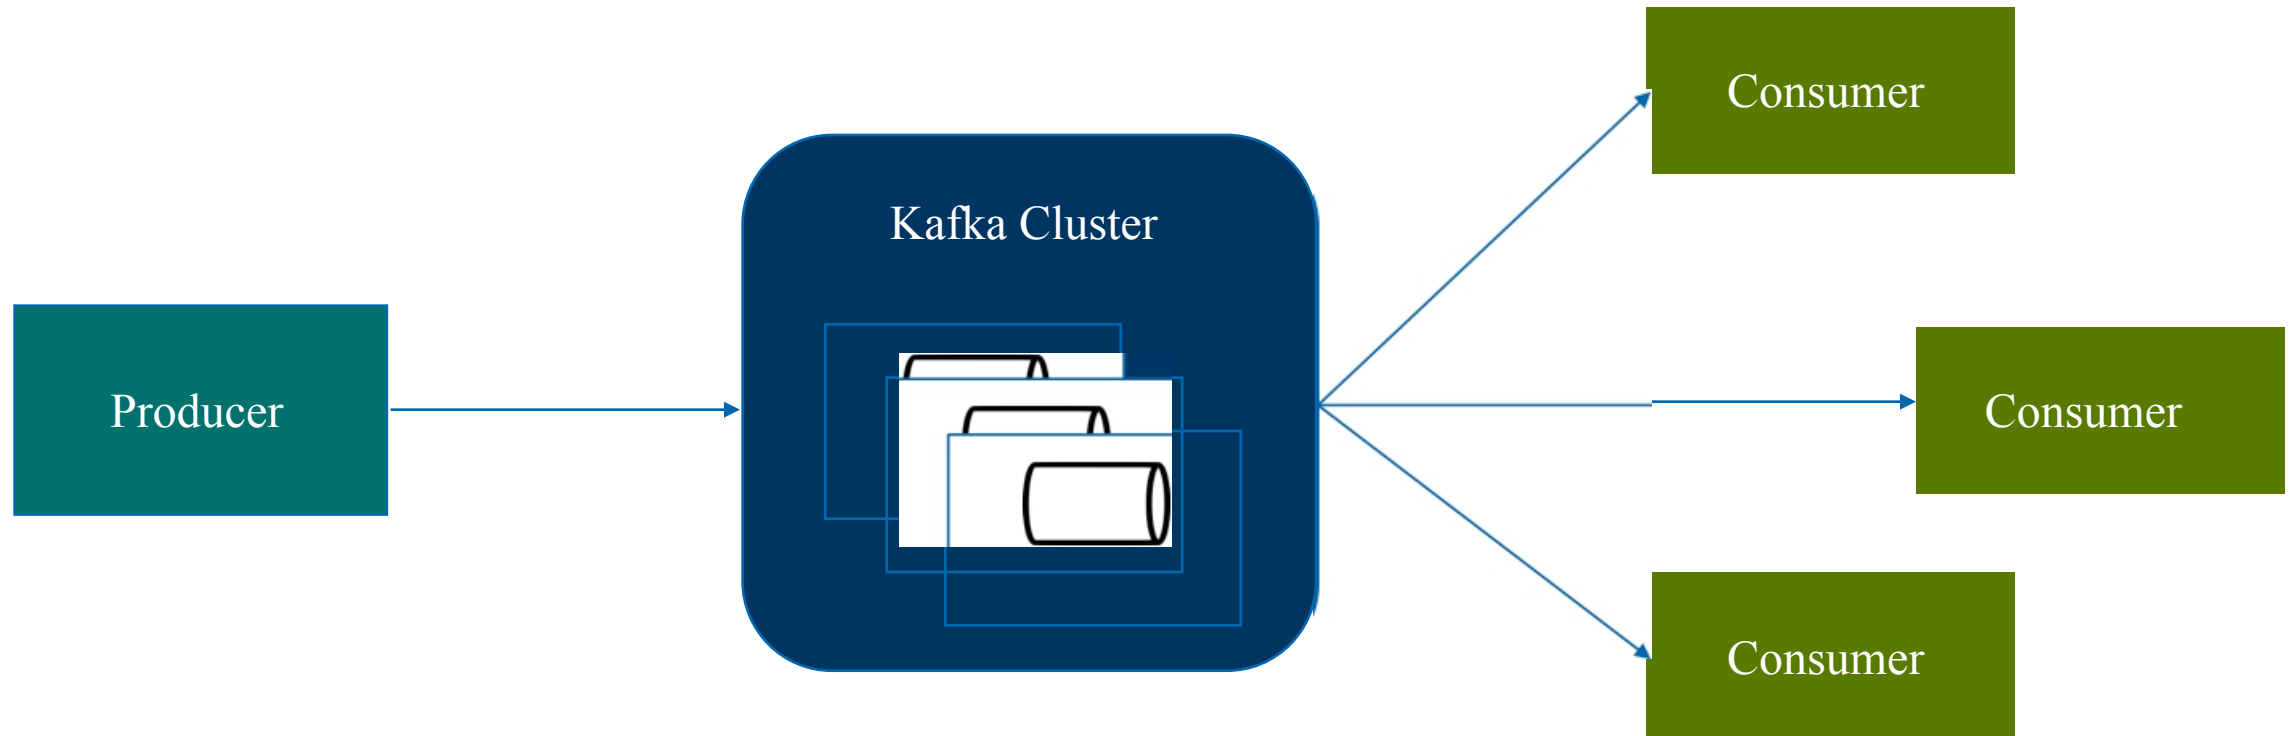 Consumer
Kafka Cluster
Producer
Consumer
Consumer